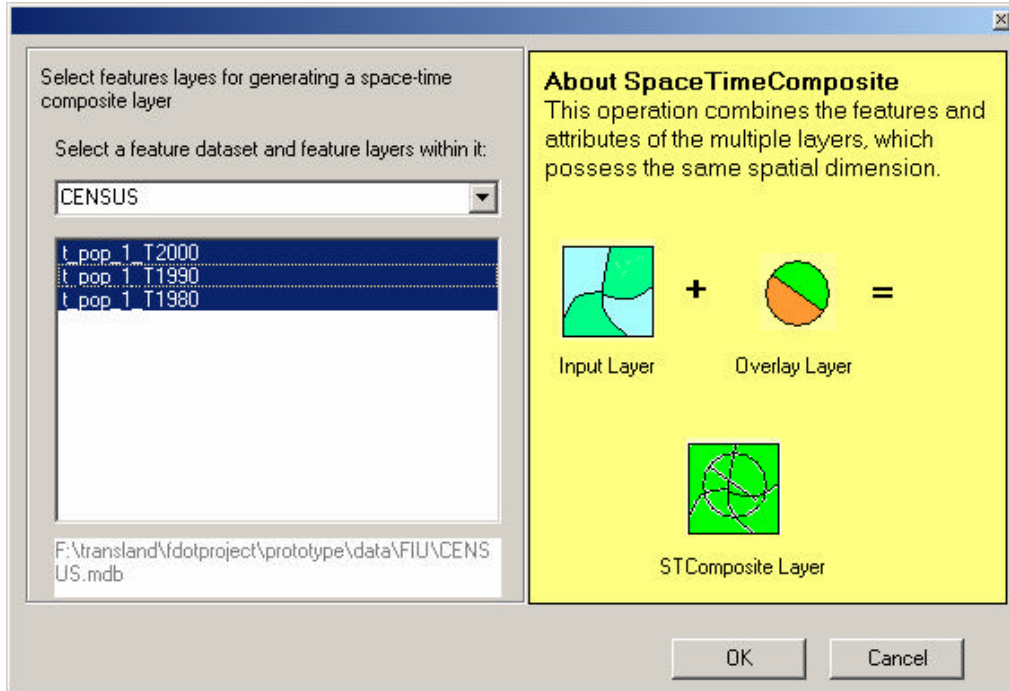 Select features layes for generating a space-time
composite layer
Select a feature dataset and feature layers within it:
CENSUS
t_pop_1_T2000
t_pop_1_T1990
t_pop_1_T1980
F:\transland\fdotproject\prototype\data\FIU\CENS
US.mdb
About SpaceTimeComposite
This operation combines the features and
attributes of the multiple layers, which
possess the same spatial dimension.
+
=
Input Layer
Overlay Layer
STComposite Layer
OK
Cancel